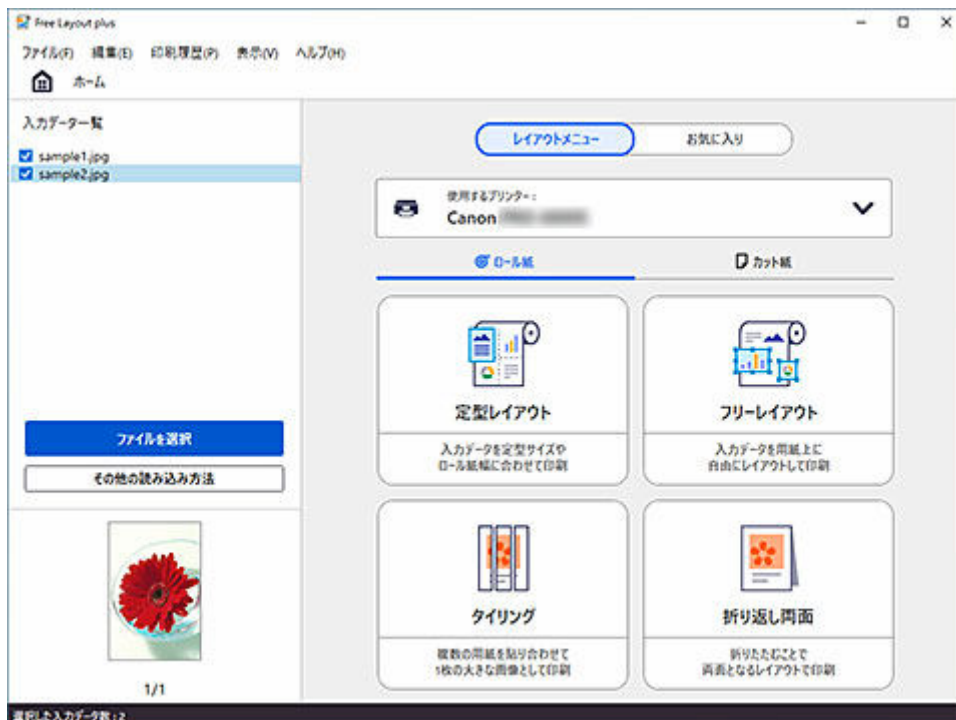 Free Layout plus
ファイル(F) 編集(E) 印刷履歴(P) 表示(V) ヘルプ(H)
ホーム
入力データ一覧
sample1.jpg
sample2.jpg
ファイルを選択
その他の読み込み方法
1/1
レイアウトメニュー
お気に入り
使用するプリンター:
Canon
ロール紙
カット紙
定型レイアウト
入力データを定型サイズや
ロール紙幅に合わせて印刷
フリーレイアウト
入力データを用紙上に
自由にレイアウトして印刷
タイリング
複数の用紙を貼り合わせて
1枚の大きな画像として印刷
折り返し両面
折りたたむことで
両面となるレイアウトで印刷
選択した入力データ数:2